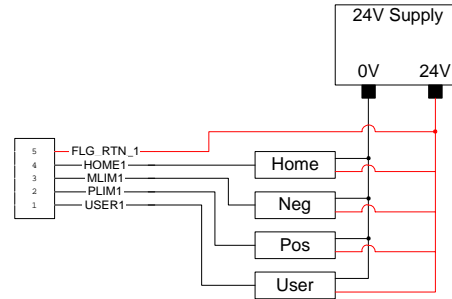 24V Supply
0V 24V
5 FLG_RTN_1
4 HOME1
3 MLIM1
2 PLIM1
1 USER1
Home
Neg
Pos
User